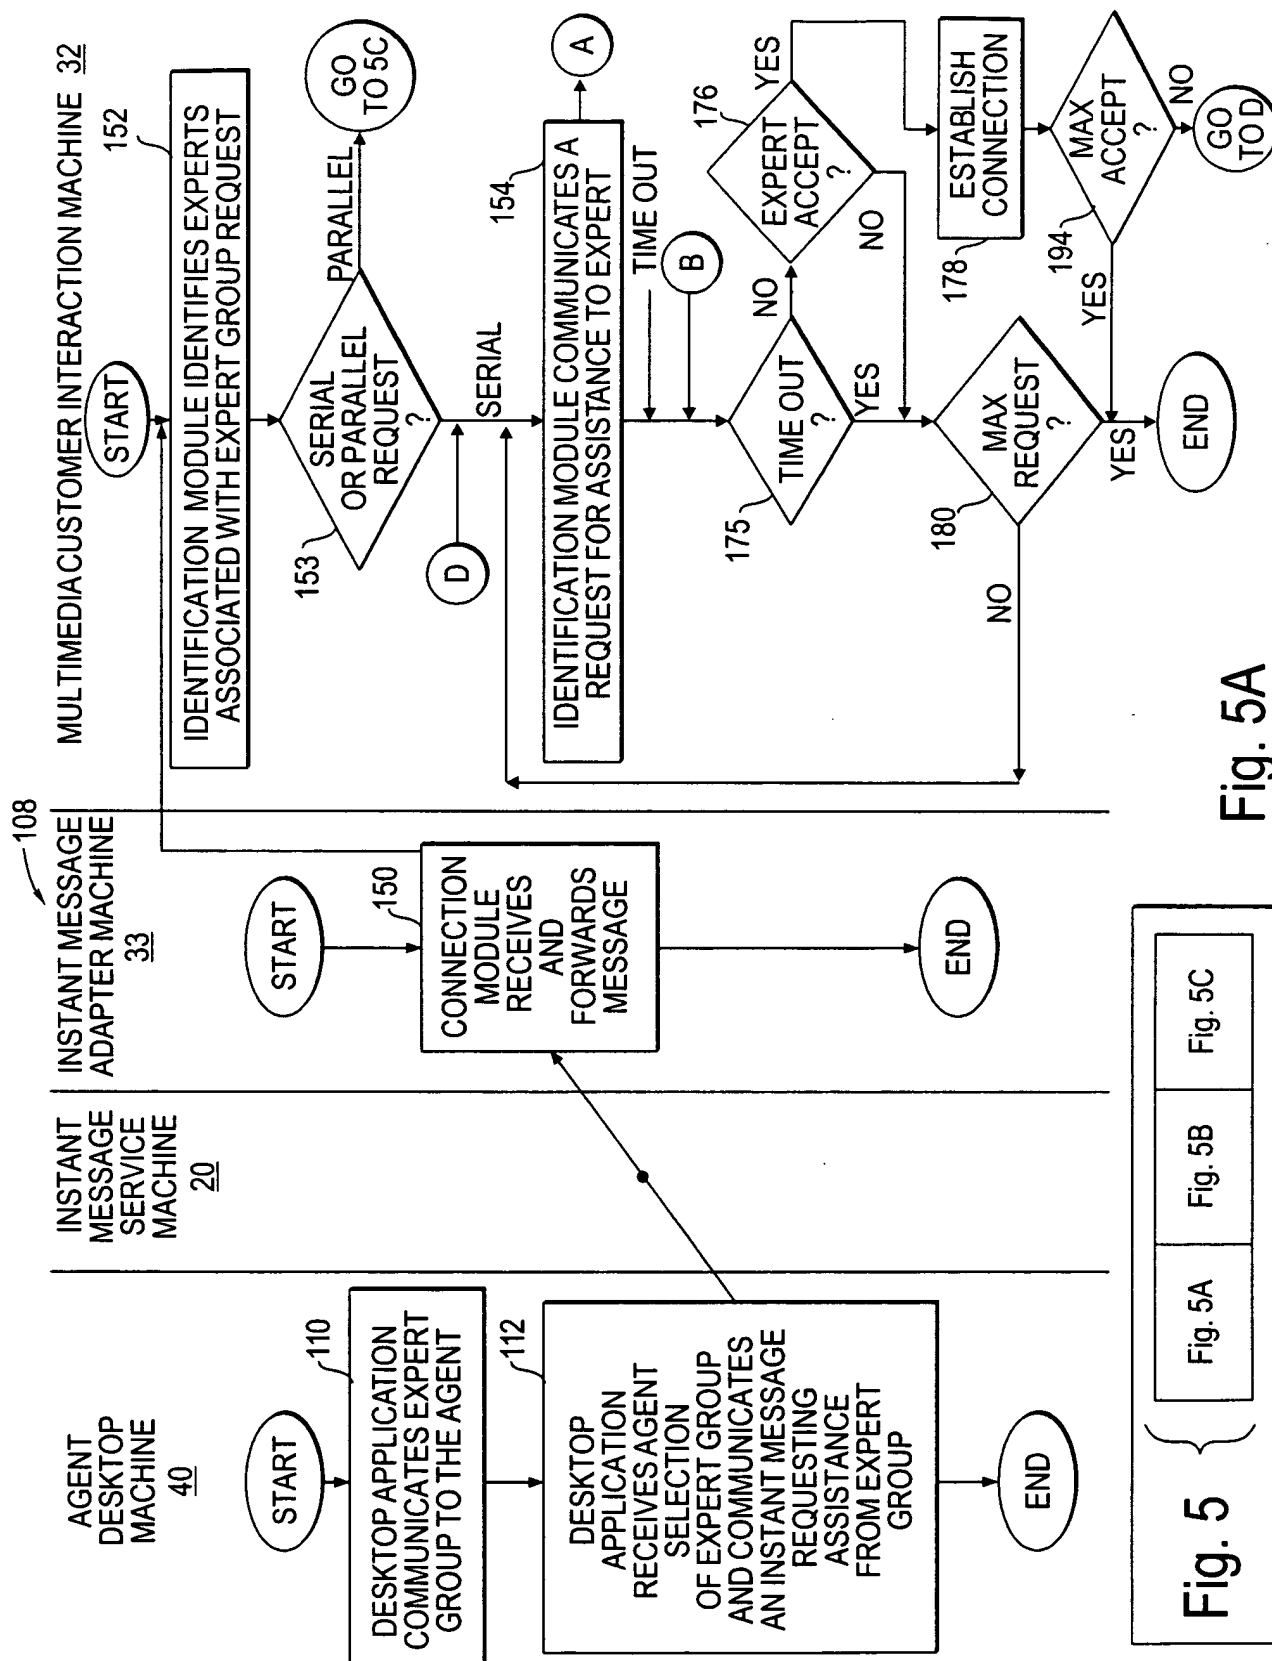 108
AGENT
DESKTOP
MACHINE
40
START
110
DESKTOP APPLICATION
COMMUNICATES EXPERT
GROUP TO THE AGENT
112
DESKTOP
APPLICATION
RECEIVES AGENT
SELECTION
OF EXPERT GROUP
AND COMMUNICATES
AN INSTANT MESSAGE
REQUESTING
ASSISTANCE
FROM EXPERT
GROUP
END
INSTANT
MESSAGE
SERVICE
MACHINE
20
INSTANT MESSAGE
ADAPTER MACHINE
33
START
150
CONNECTION
MODULE
RECEIVES
AND
FORWARDS
MESSAGE
END
MULTIMEDIA CUSTOMER INTERACTION MACHINE 32
START
152
IDENTIFICATION MODULE IDENTIFIES EXPERTS
ASSOCIATED WITH EXPERT GROUP REQUEST
153
SERIAL
OR PARALLEL
REQUEST
?
PARALLEL
GO
TO 5C
D
SERIAL
154
IDENTIFICATION MODULE COMMUNICATES A
REQUEST FOR ASSISTANCE TO EXPERT
A
TIME OUT
B
175
TIME OUT
?
NO
YES
176
EXPERT
ACCEPT
?
YES
NO
178
ESTABLISH
CONNECTION
180
MAX
REQUEST
?
NO
YES
194
MAX
ACCEPT
?
YES
NO
GO
TO D
END
Fig. 5A
Fig. 5
Fig. 5A
Fig. 5B
Fig. 5C